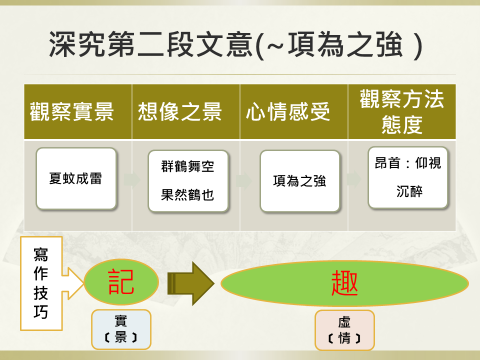 深究第二段文意(~項為之強)
觀察實景 想像之景 心情感受 觀察方法
態度
夏蚊成雷 群鶴舞空
果然鶴也 項為之強 昂首：仰視
沉醉
寫
作
技
巧
記 趣
實
﹝景﹞
虛
﹝情﹞